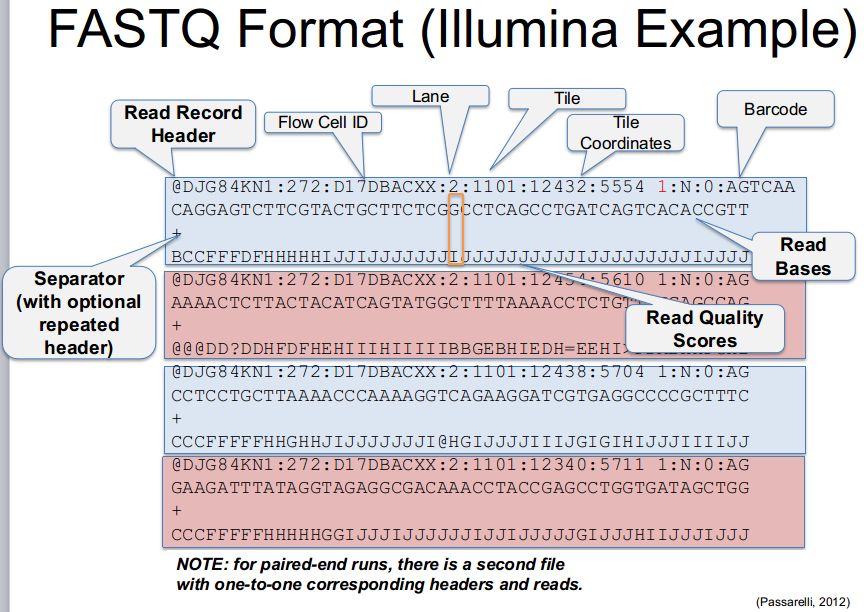 FASTQ Format (Illumina Example)
Read Record
Header
Flow Cell ID
Lane
Tile
Tile
Coordinates
Barcode
@DJG84KN1:272:D17DBACXX:2:1101:12432:5554 1:N:0:AGTCAA
CAGGAGTCTTCGTACTGCTTCTCGGCCTCAGCCTGATCAGTCACACCGTT
+
BCCFFFDFHHHHHIJJIJJJJJJJIJJJJJJJJJJIJJJJJJJJJIJJJJ
Read
Bases
Separator
(with optional
repeated
header)
@DJG84KN1:272:D17DBACXX:2:1101:12454:5610 1:N:0:AG
AAAACTCTTACTACATCAGTATGGCTTTTAAAACCTCTGT
+
@@@DD?DDHFDFHEHIIIHIIIIIBBGEBHIEDH=EEHI
Read Quality
Scores
@DJG84KN1:272:D17DBACXX:2:1101:12438:5704 1:N:0:AG
CCTCCTGCTTAAAACCCAAAAGGTCAGAAGGATCGTGAGGCCCCGCTTTC
+
CCCFFFFFHHGHHJIJJJJJJJI@HGIJJJJIIIJGIGIHIJJJIIIIJJ
@DJG84KN1:272:D17DBACXX:2:1101:12340:5711 1:N:0:AG
GAAGATTTATAGGTAGAGGCGACAAACCTACCGAGCCTGGTGATAGCTGG
+
CCCFFFFFHHHHHGGIJJJIJJJJJJJIJJIJJJJJGIJJJHIIJJJIJJJ
NOTE: for paired-end runs, there is a second file
with one-to-one corresponding headers and reads.
(Passarelli, 2012)